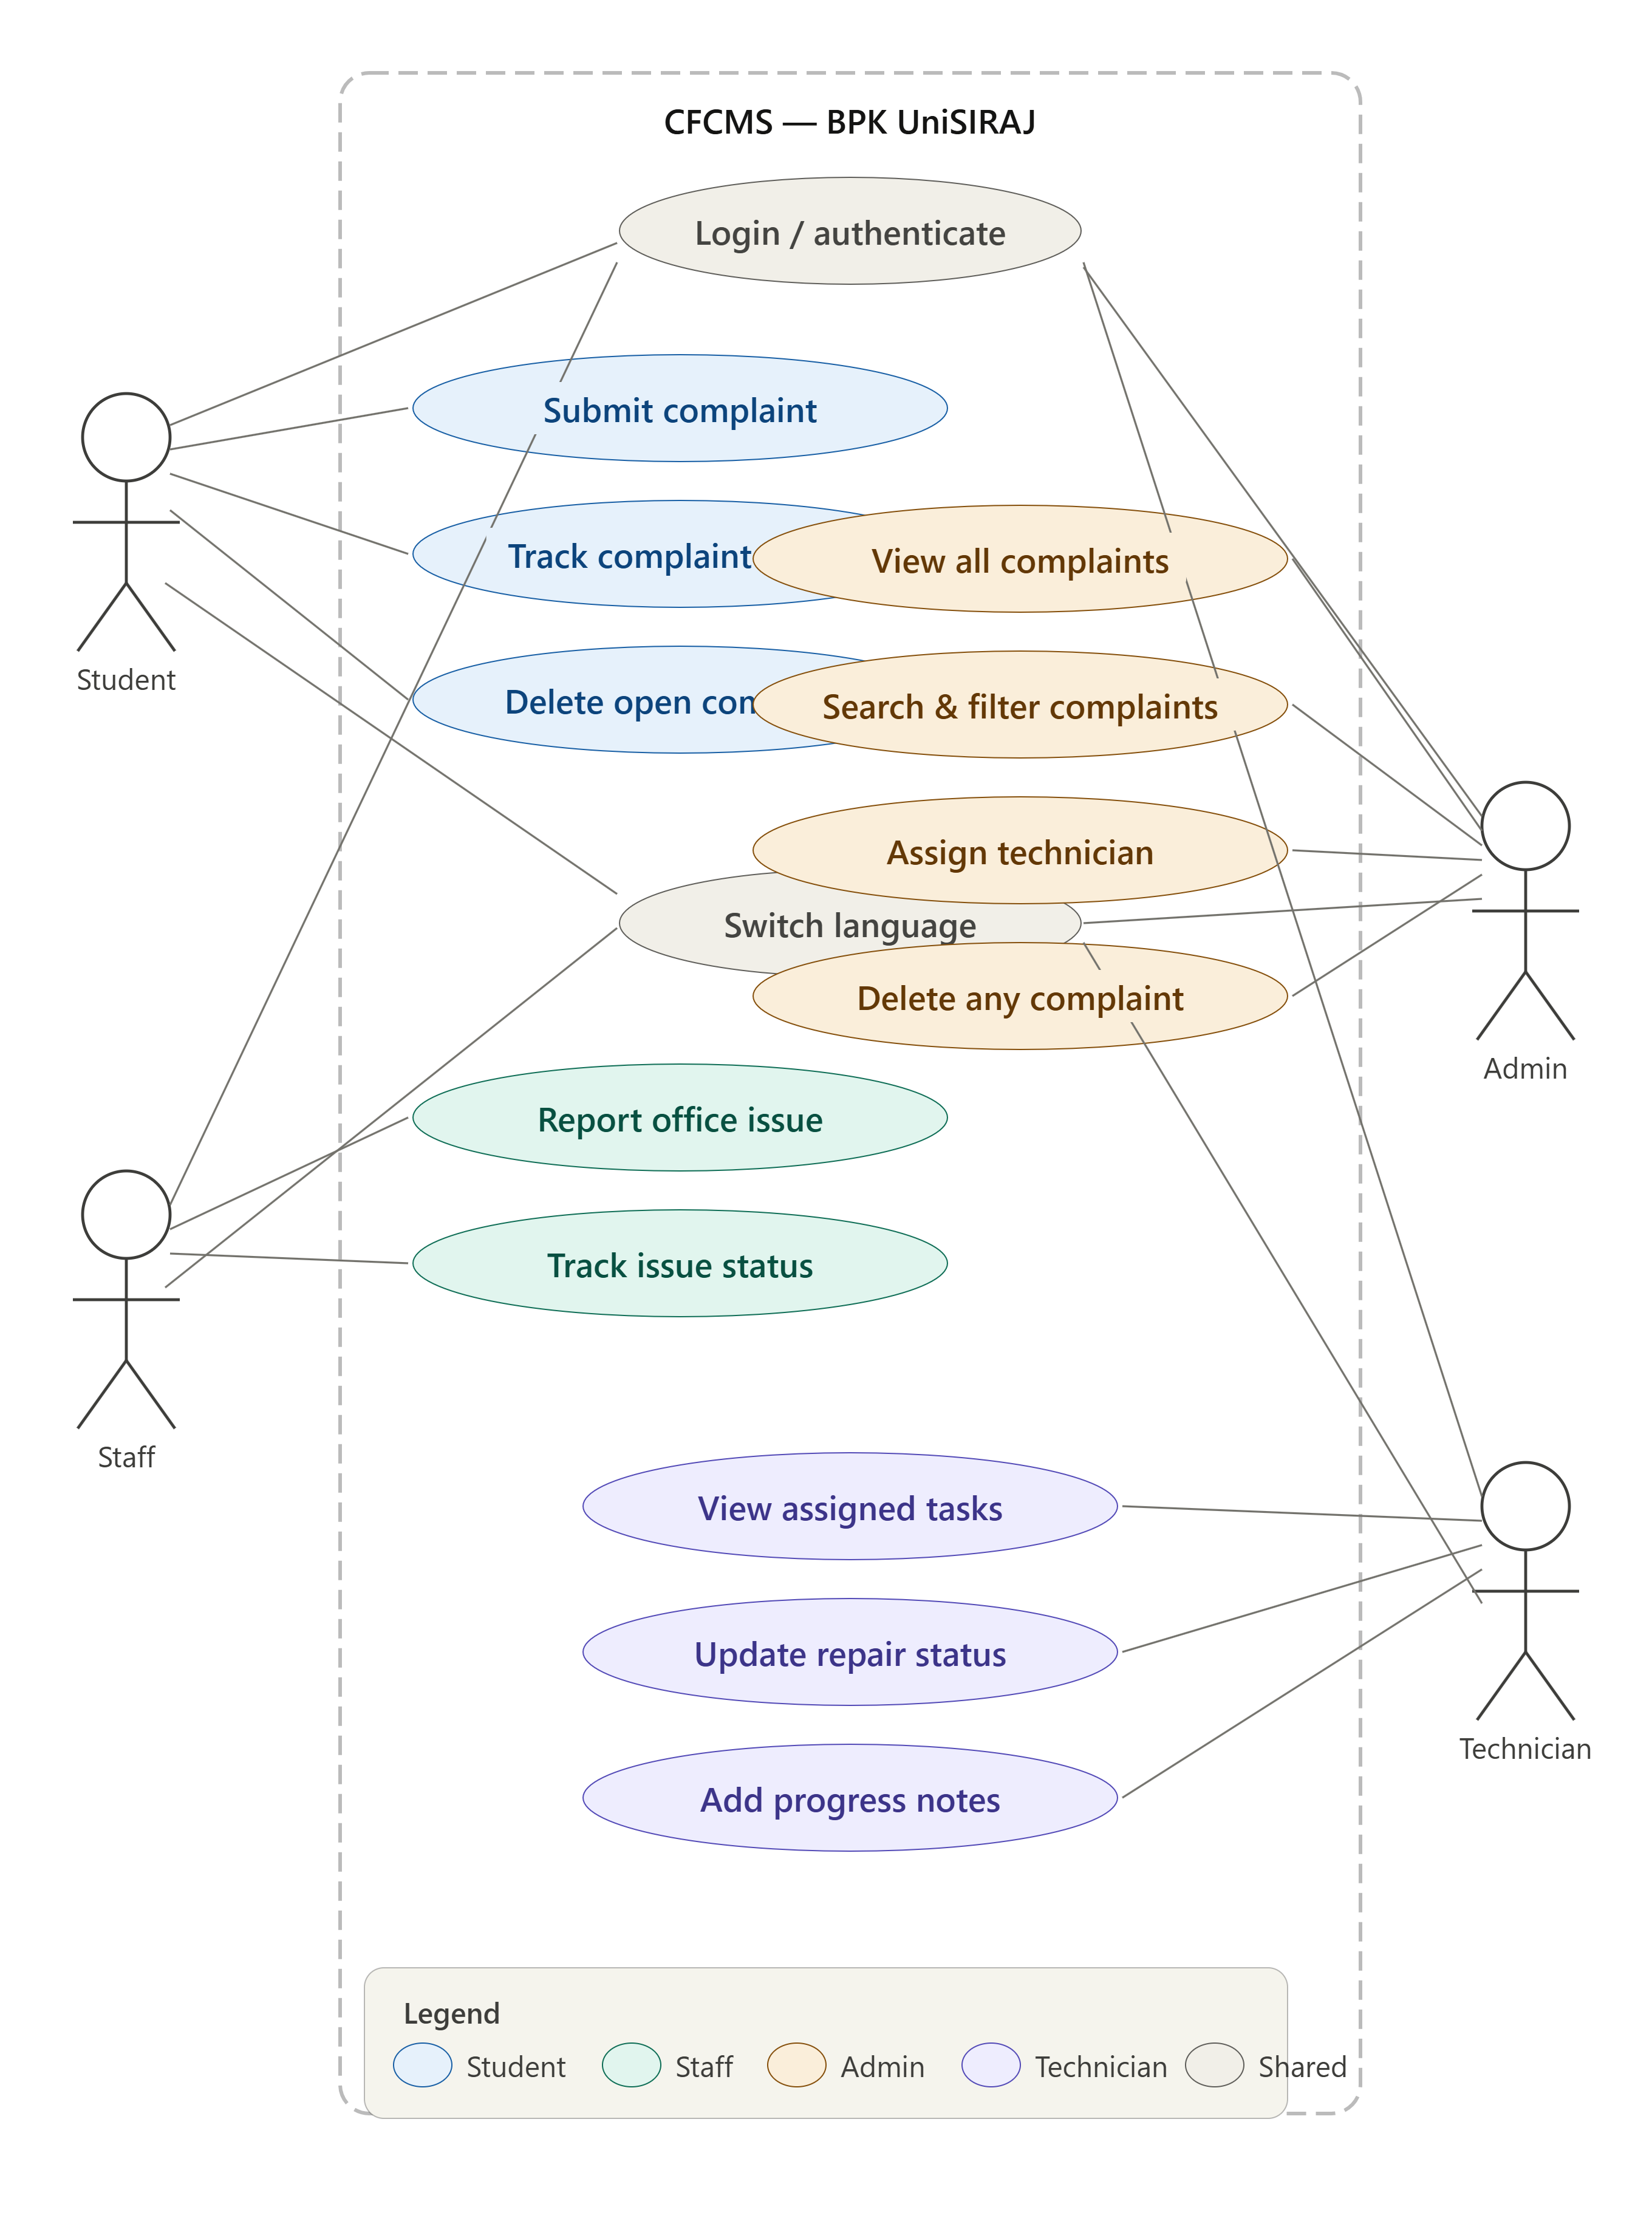 CFCMS — BPK UniSIRAJ
Login / authenticate
Submit complaint
Track complaint
View all complaints
Student
Delete open
Search & filter complaints
Assign technician
Switch language
Delete any complaint
Admin
Report office issue
Track issue status
Staff
View assigned tasks
Update repair status
Technician
Add progress notes
Legend
Student
Staff
Admin
Technician
Shared